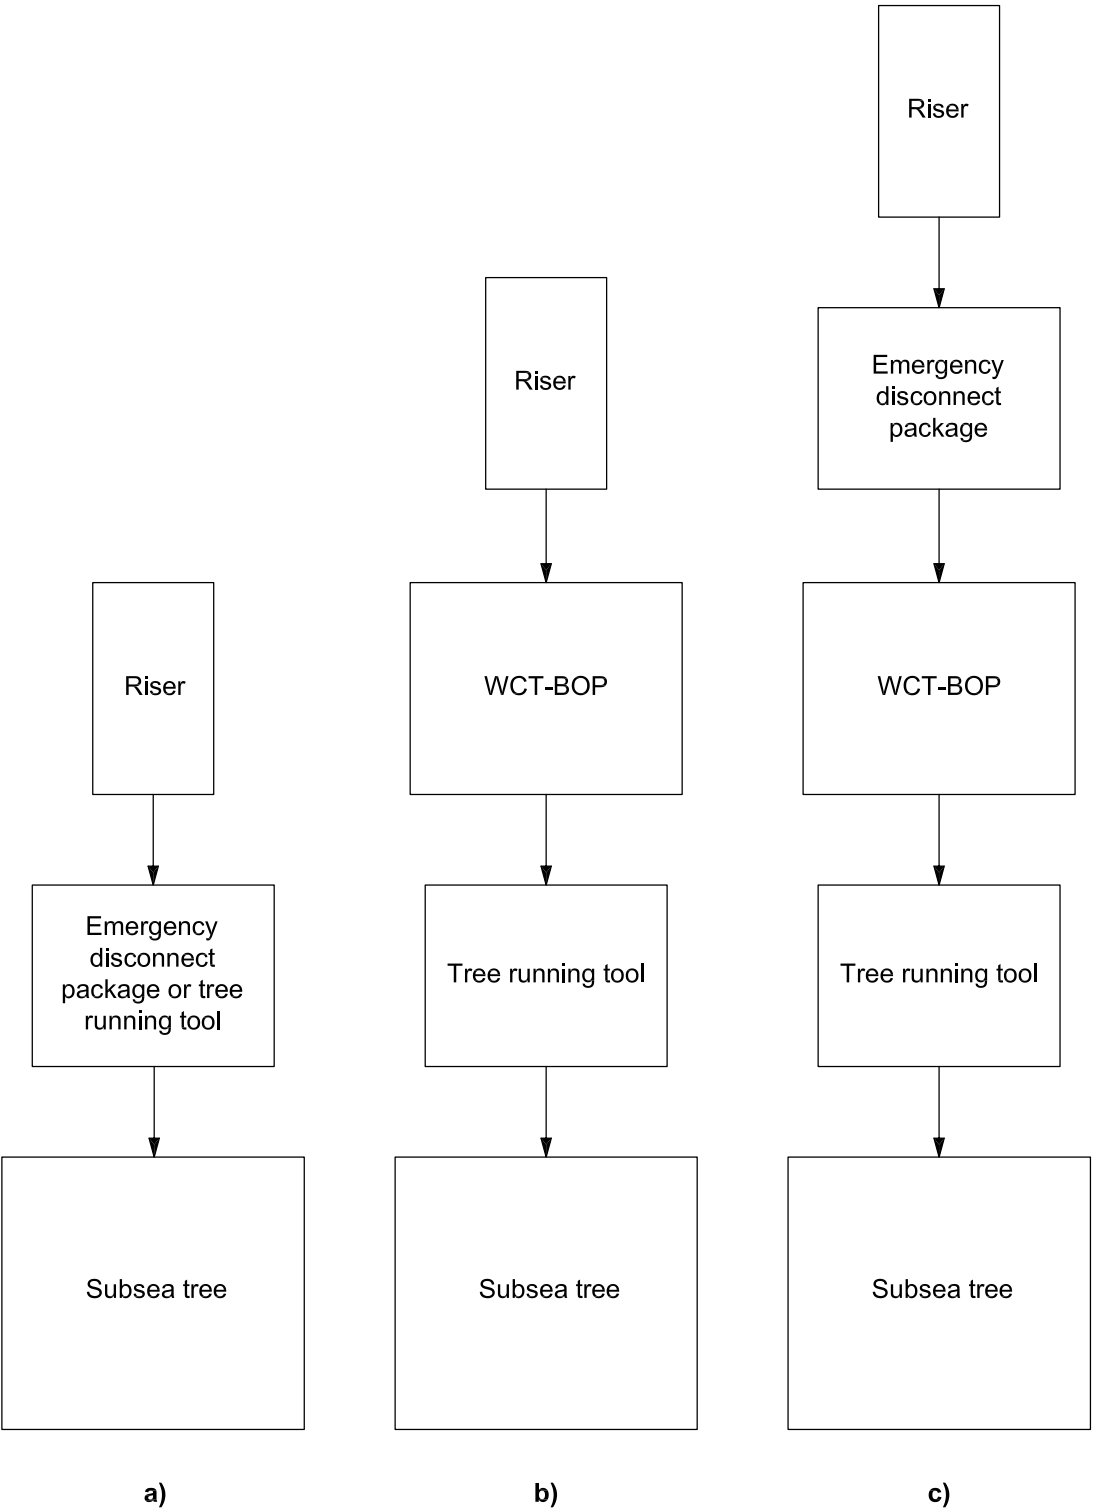 Riser
Emergency
disconnect
package or tree
running tool
Subsea tree
a)
Riser
WCT-BOP
Tree running tool
Subsea tree
b)
Riser
Emergency
disconnect
package
WCT-BOP
Tree running tool
Subsea tree
c)